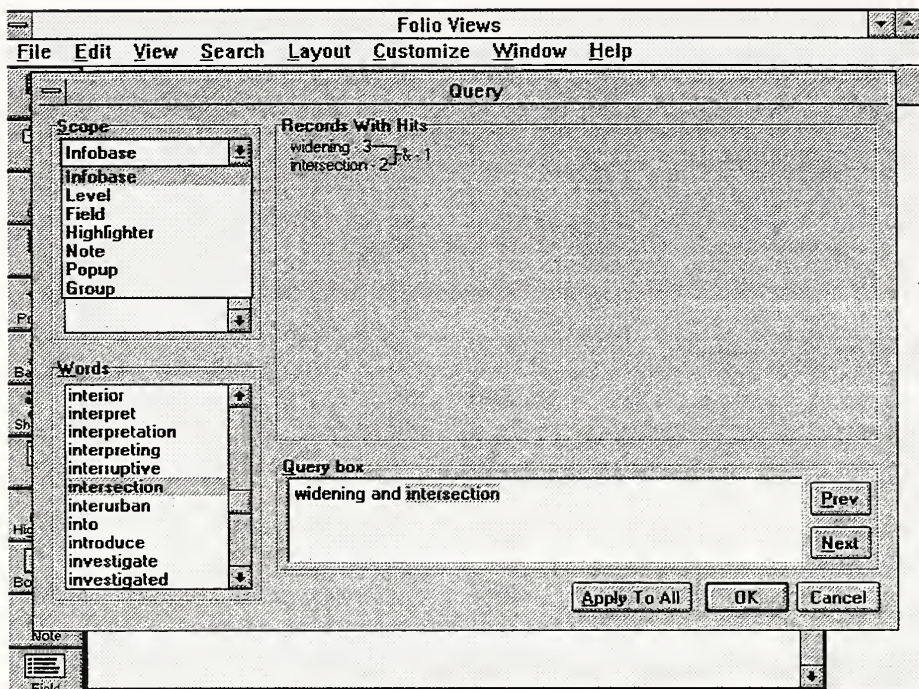 Folio Views
File Edit View Search Layout Customize Window Help
Query
Scope
Infobase
Infobase
Level
Field
Highlighter
Note
Popup
Group
Records With Hits
widening - 3
intersection - 2
& - 1
Words
interior
interpret
interpretation
interpreting
interruptive
intersection
interurban
into
introduce
investigate
investigated
Query box
widening and intersection
Prev
Next
Apply To All OK Cancel
Note
Field